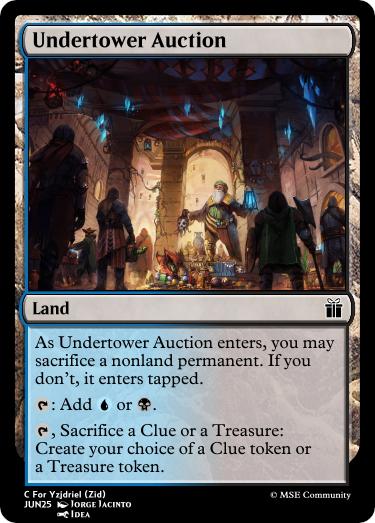 Undertower Auction
Land
As Undertower Auction enters, you may
sacrifice a nonland permanent. If you
don't, it enters tapped.
: Add or .
, Sacrifice a Clue or a Treasure:
Create your choice of a Clue token or
a Treasure token.
C For Yzjdriel (Zid)
JUN25 Jorge Jacinto
Idea
© MSE Community